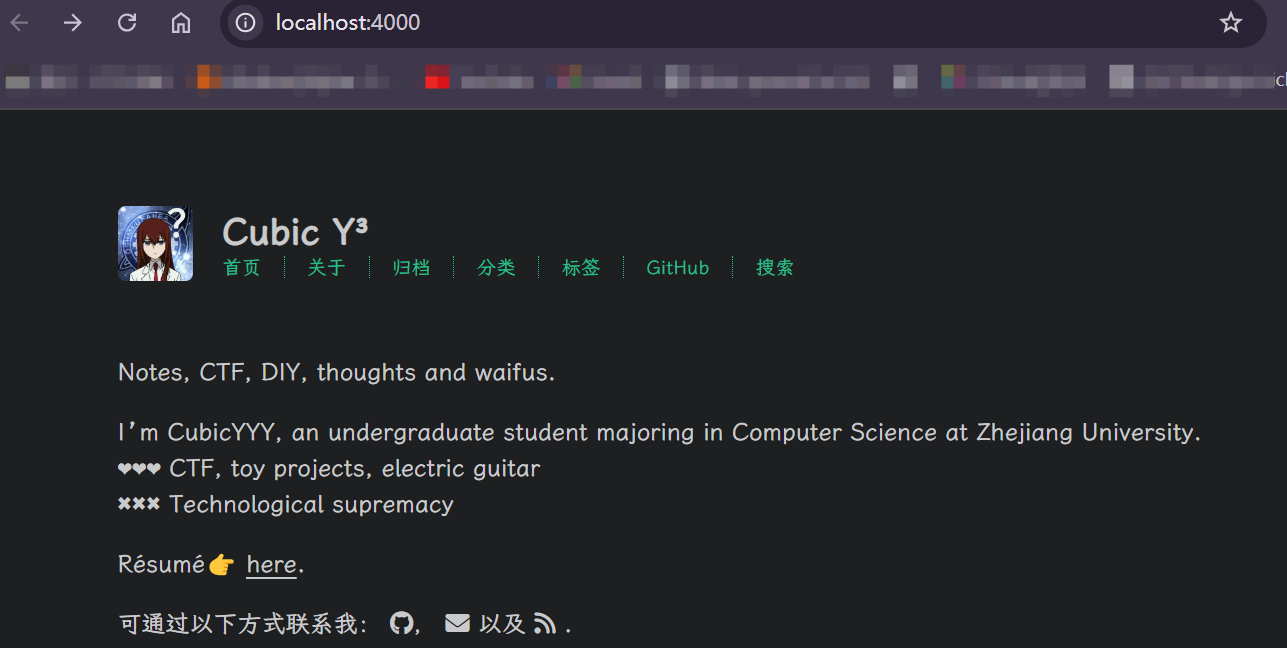 localhost:4000
Cubic Y³
首页 关于 归档 分类 标签 GitHub 搜索
Notes, CTF, DIY, thoughts and waifus.
I'm CubicYYY, an undergraduate student majoring in Computer Science at Zhejiang University.
❤❤❤ CTF, toy projects, electric guitar
✖✖✖ Technological supremacy
Résumé👉 here.
可通过以下方式联系我： , 以及 .